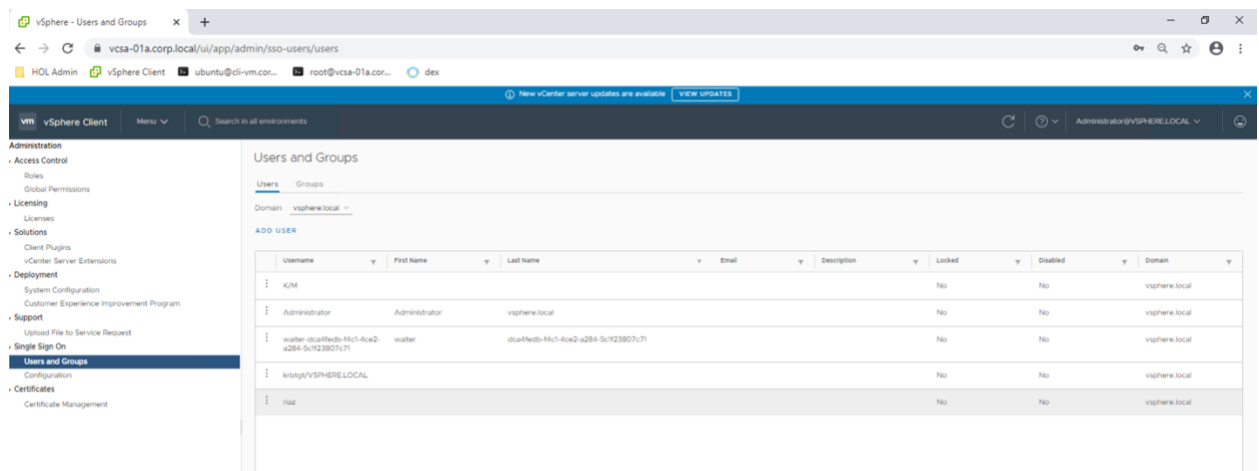 vSphere - Users and Groups
vcsa-01a.corp.local/ui/app/admin/sso-users/users
HOL Admin vSphere Client ubuntu@cli-vm.cor... root@vcsa-01a.cor... dex
New vCenter server updates are available VIEW UPDATES
vm vSphere Client Menu Search in all environments Administrator@VSPHERE.LOCAL
Administration
Access Control
Roles
Global Permissions
Licensing
Licenses
Solutions
Client Plugins
vCenter Server Extensions
Deployment
System Configuration
Customer Experience Improvement Program
Support
Upload File to Service Request
Single Sign On
Users and Groups
Configuration
Certificates
Certificate Management
Users and Groups
Users Groups
Domain vsphere.local
ADD USER
Username First Name Last Name Email Description Locked Disabled Domain
K/M No No vsphere.local
Administrator Administrator vsphere.local No No vsphere.local
waiter-dca4fedb-f4c1-4ce2- waiter dca4fedb-f4c1-4ce2-a284-5c1f23807c71 No No vsphere.local
a284-5c1f23807c71
krbtgt/VSPHERE.LOCAL No No vsphere.local
riaz No No vsphere.local